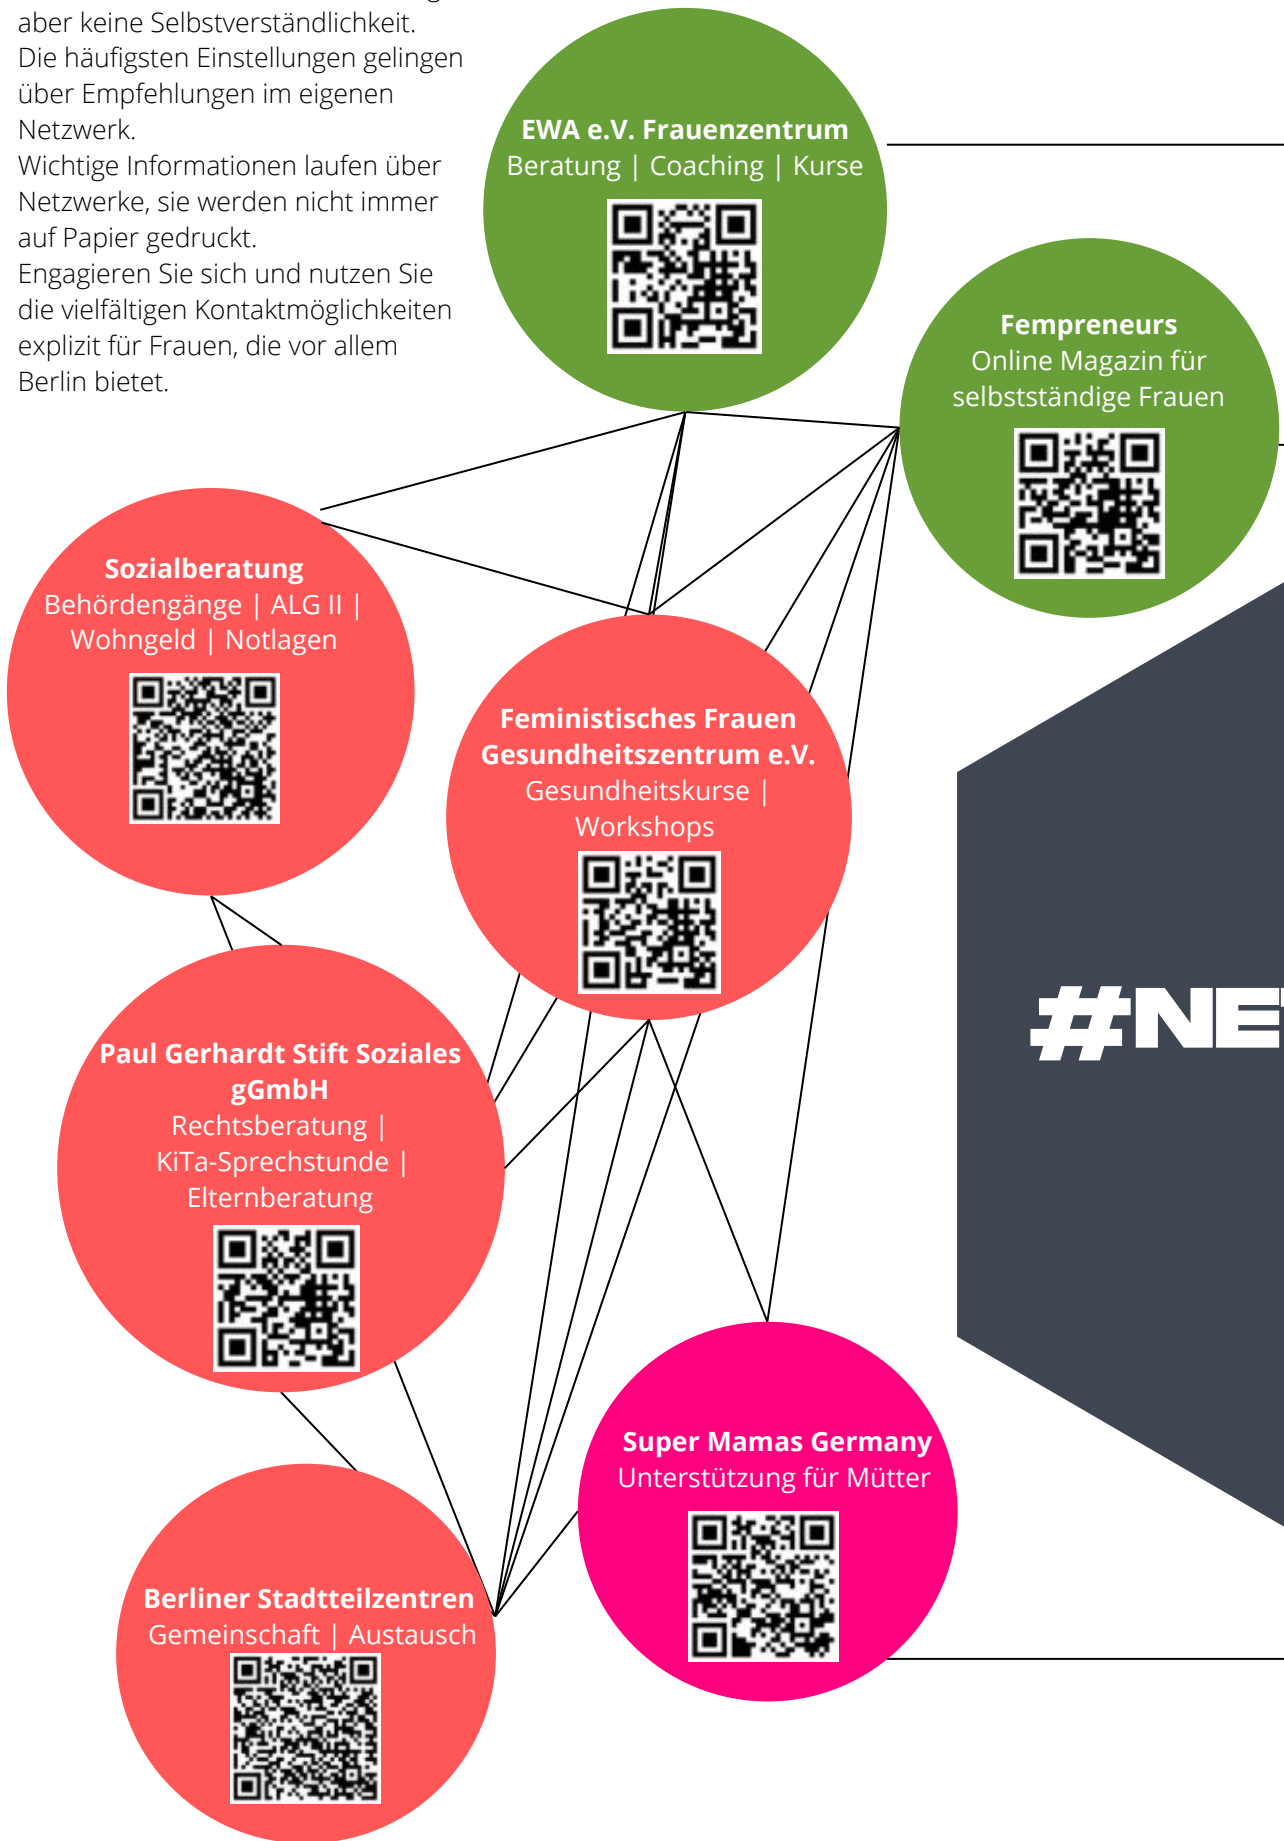 aber keine Selbstverständlichkeit.
Die häufigsten Einstellungen gelingen
über Empfehlungen im eigenen
Netzwerk.
Wichtige Informationen laufen über
Netzwerke, sie werden nicht immer
auf Papier gedruckt.
Engagieren Sie sich und nutzen Sie
die vielfältigen Kontaktmöglichkeiten
explizit für Frauen, die vor allem
Berlin bietet.
EWA e.V. Frauenzentrum
Beratung | Coaching | Kurse
Fempreneurs
Online Magazin für
selbstständige Frauen
Sozialberatung
Behördengänge | ALG II |
Wohngeld | Notlagen
Feministisches Frauen
Gesundheitszentrum e.V.
Gesundheitskurse |
Workshops
#NE
Paul Gerhardt Stift Soziales
gGmbH
Rechtsberatung |
KiTa-Sprechstunde |
Elternberatung
Super Mamas Germany
Unterstützung für Mütter
Berliner Stadtteilzentren
Gemeinschaft | Austausch